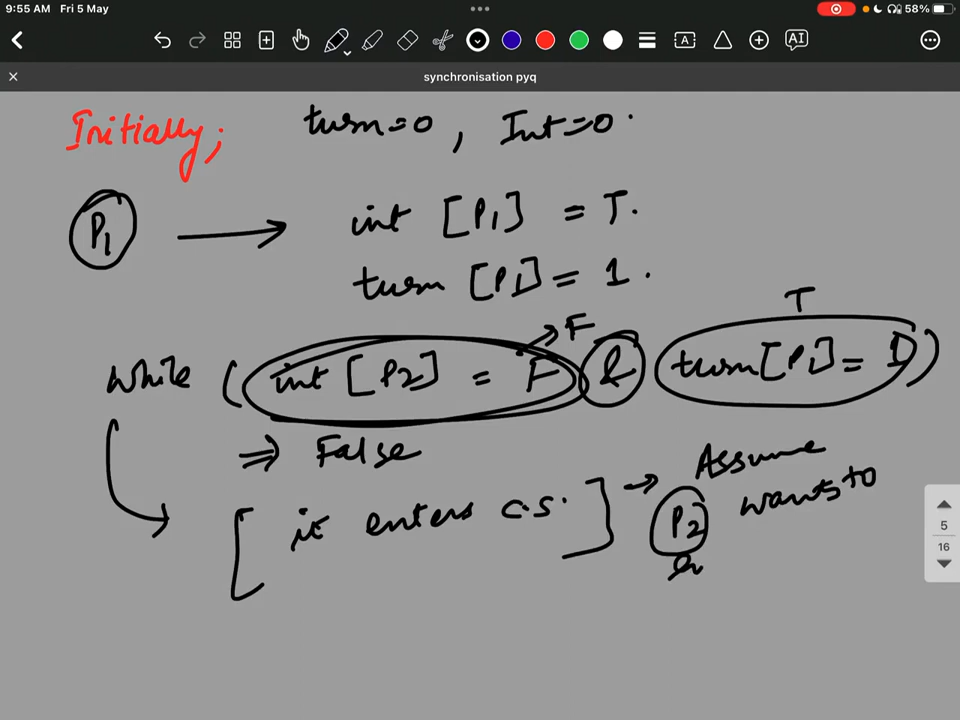 9:55 AM Fri 5 May
58%
AI
synchronisation pyq
Initially; turn=0, Int=0.
P1 → int [P1] = T.
turn [P1] = 1.
→ F T
while (int [P2] = F & turn[P1] = 1)
⇒ False
[it enters c.s.] → Assume
P2 wants to
5
16